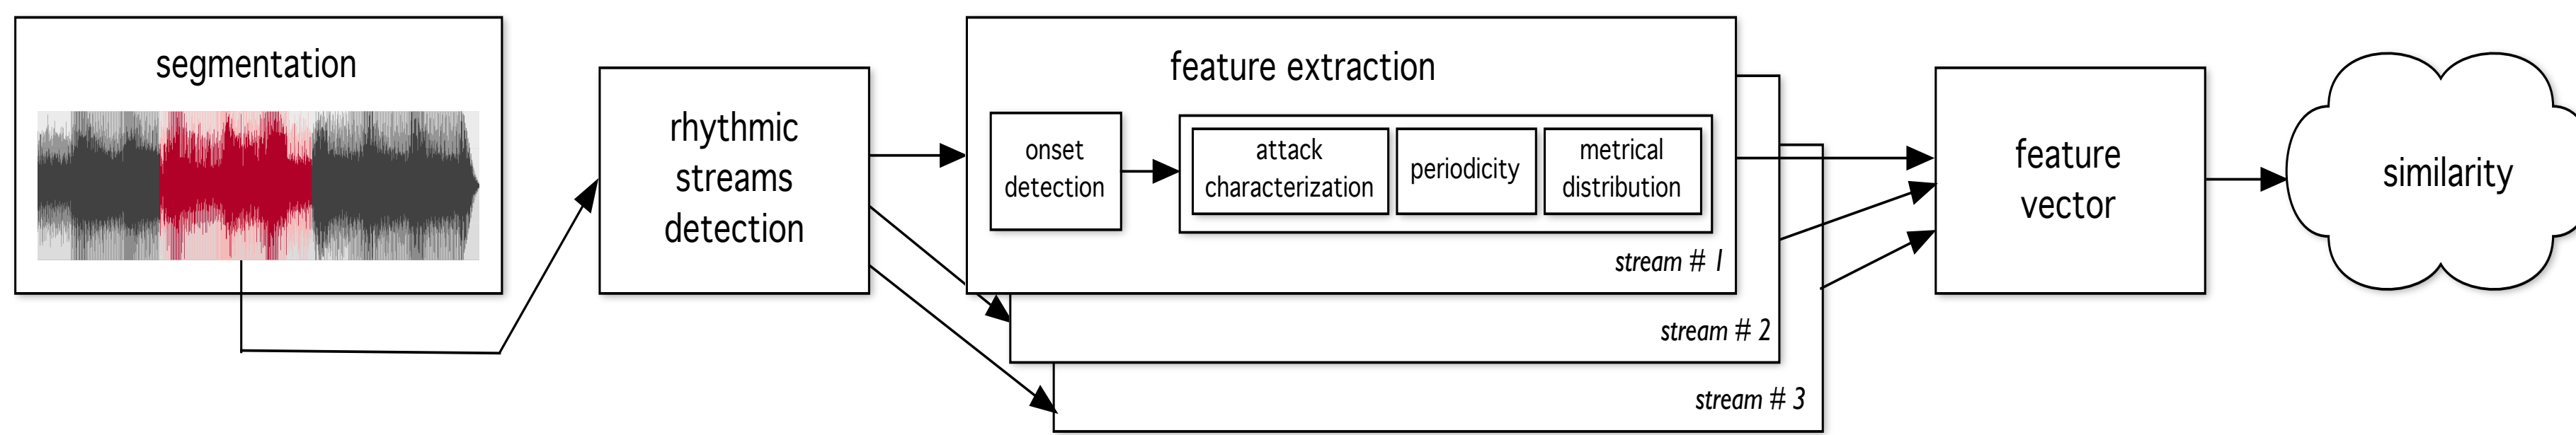 segmentation
rhythmic
streams
detection
feature extraction
onset
detection
attack
characterization
periodicity
metrical
distribution
stream # 1
stream # 2
stream # 3
feature
vector
similarity